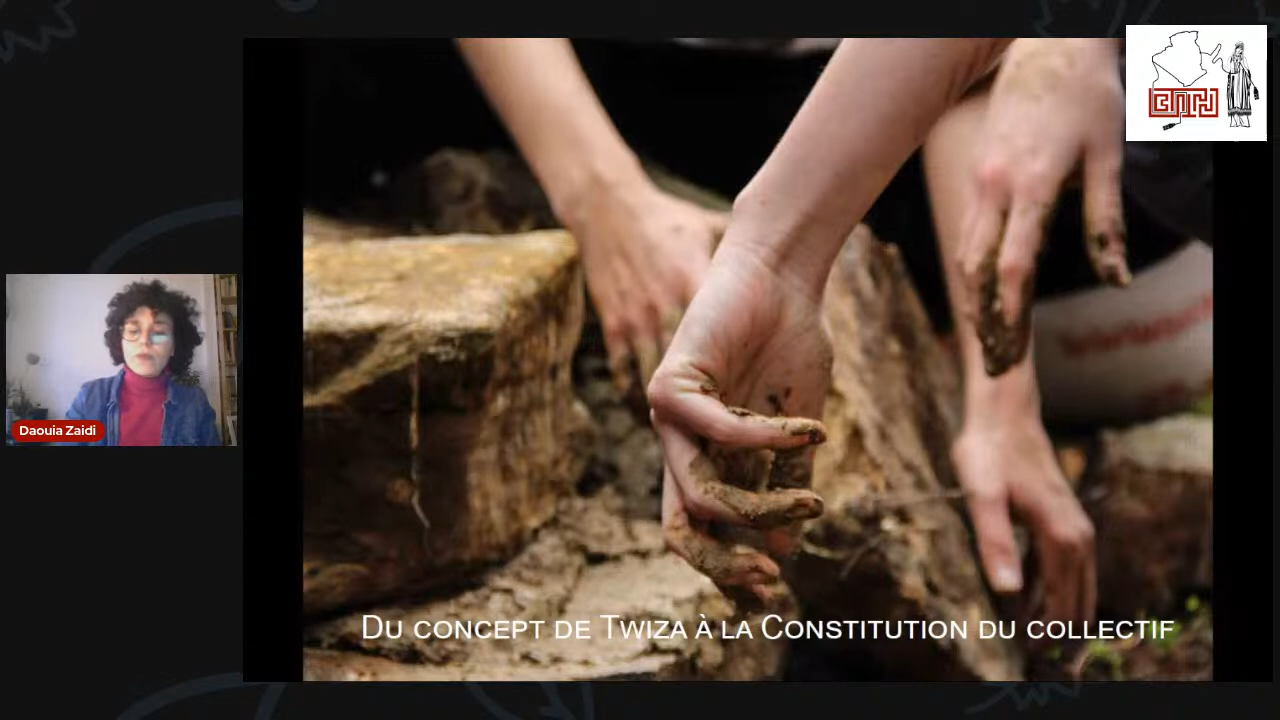 Daouia Zaidi
Du concept de Twiza à la Constitution du collectif